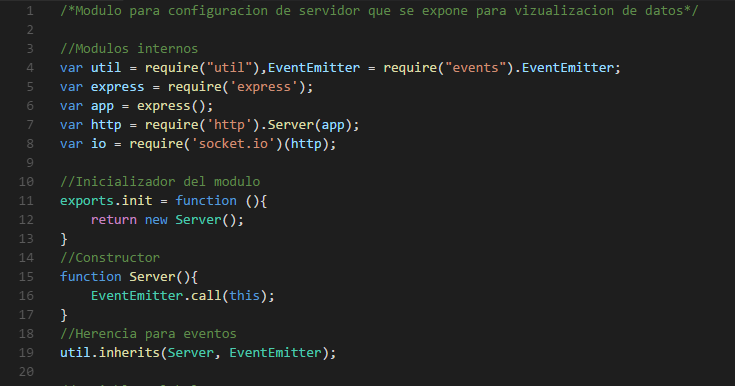 1 /*Modulo para configuracion de servidor que se expone para vizualizacion de datos*/
2
3 //Modulos internos
4 var util = require("util"),EventEmitter = require("events").EventEmitter;
5 var express = require('express');
6 var app = express();
7 var http = require('http').Server(app);
8 var io = require('socket.io')(http);
9
10 //Inicializador del modulo
11 exports.init = function (){
12     return new Server();
13 }
14 //Constructor
15 function Server(){
16     EventEmitter.call(this);
17 }
18 //Herencia para eventos
19 util.inherits(Server, EventEmitter);
20